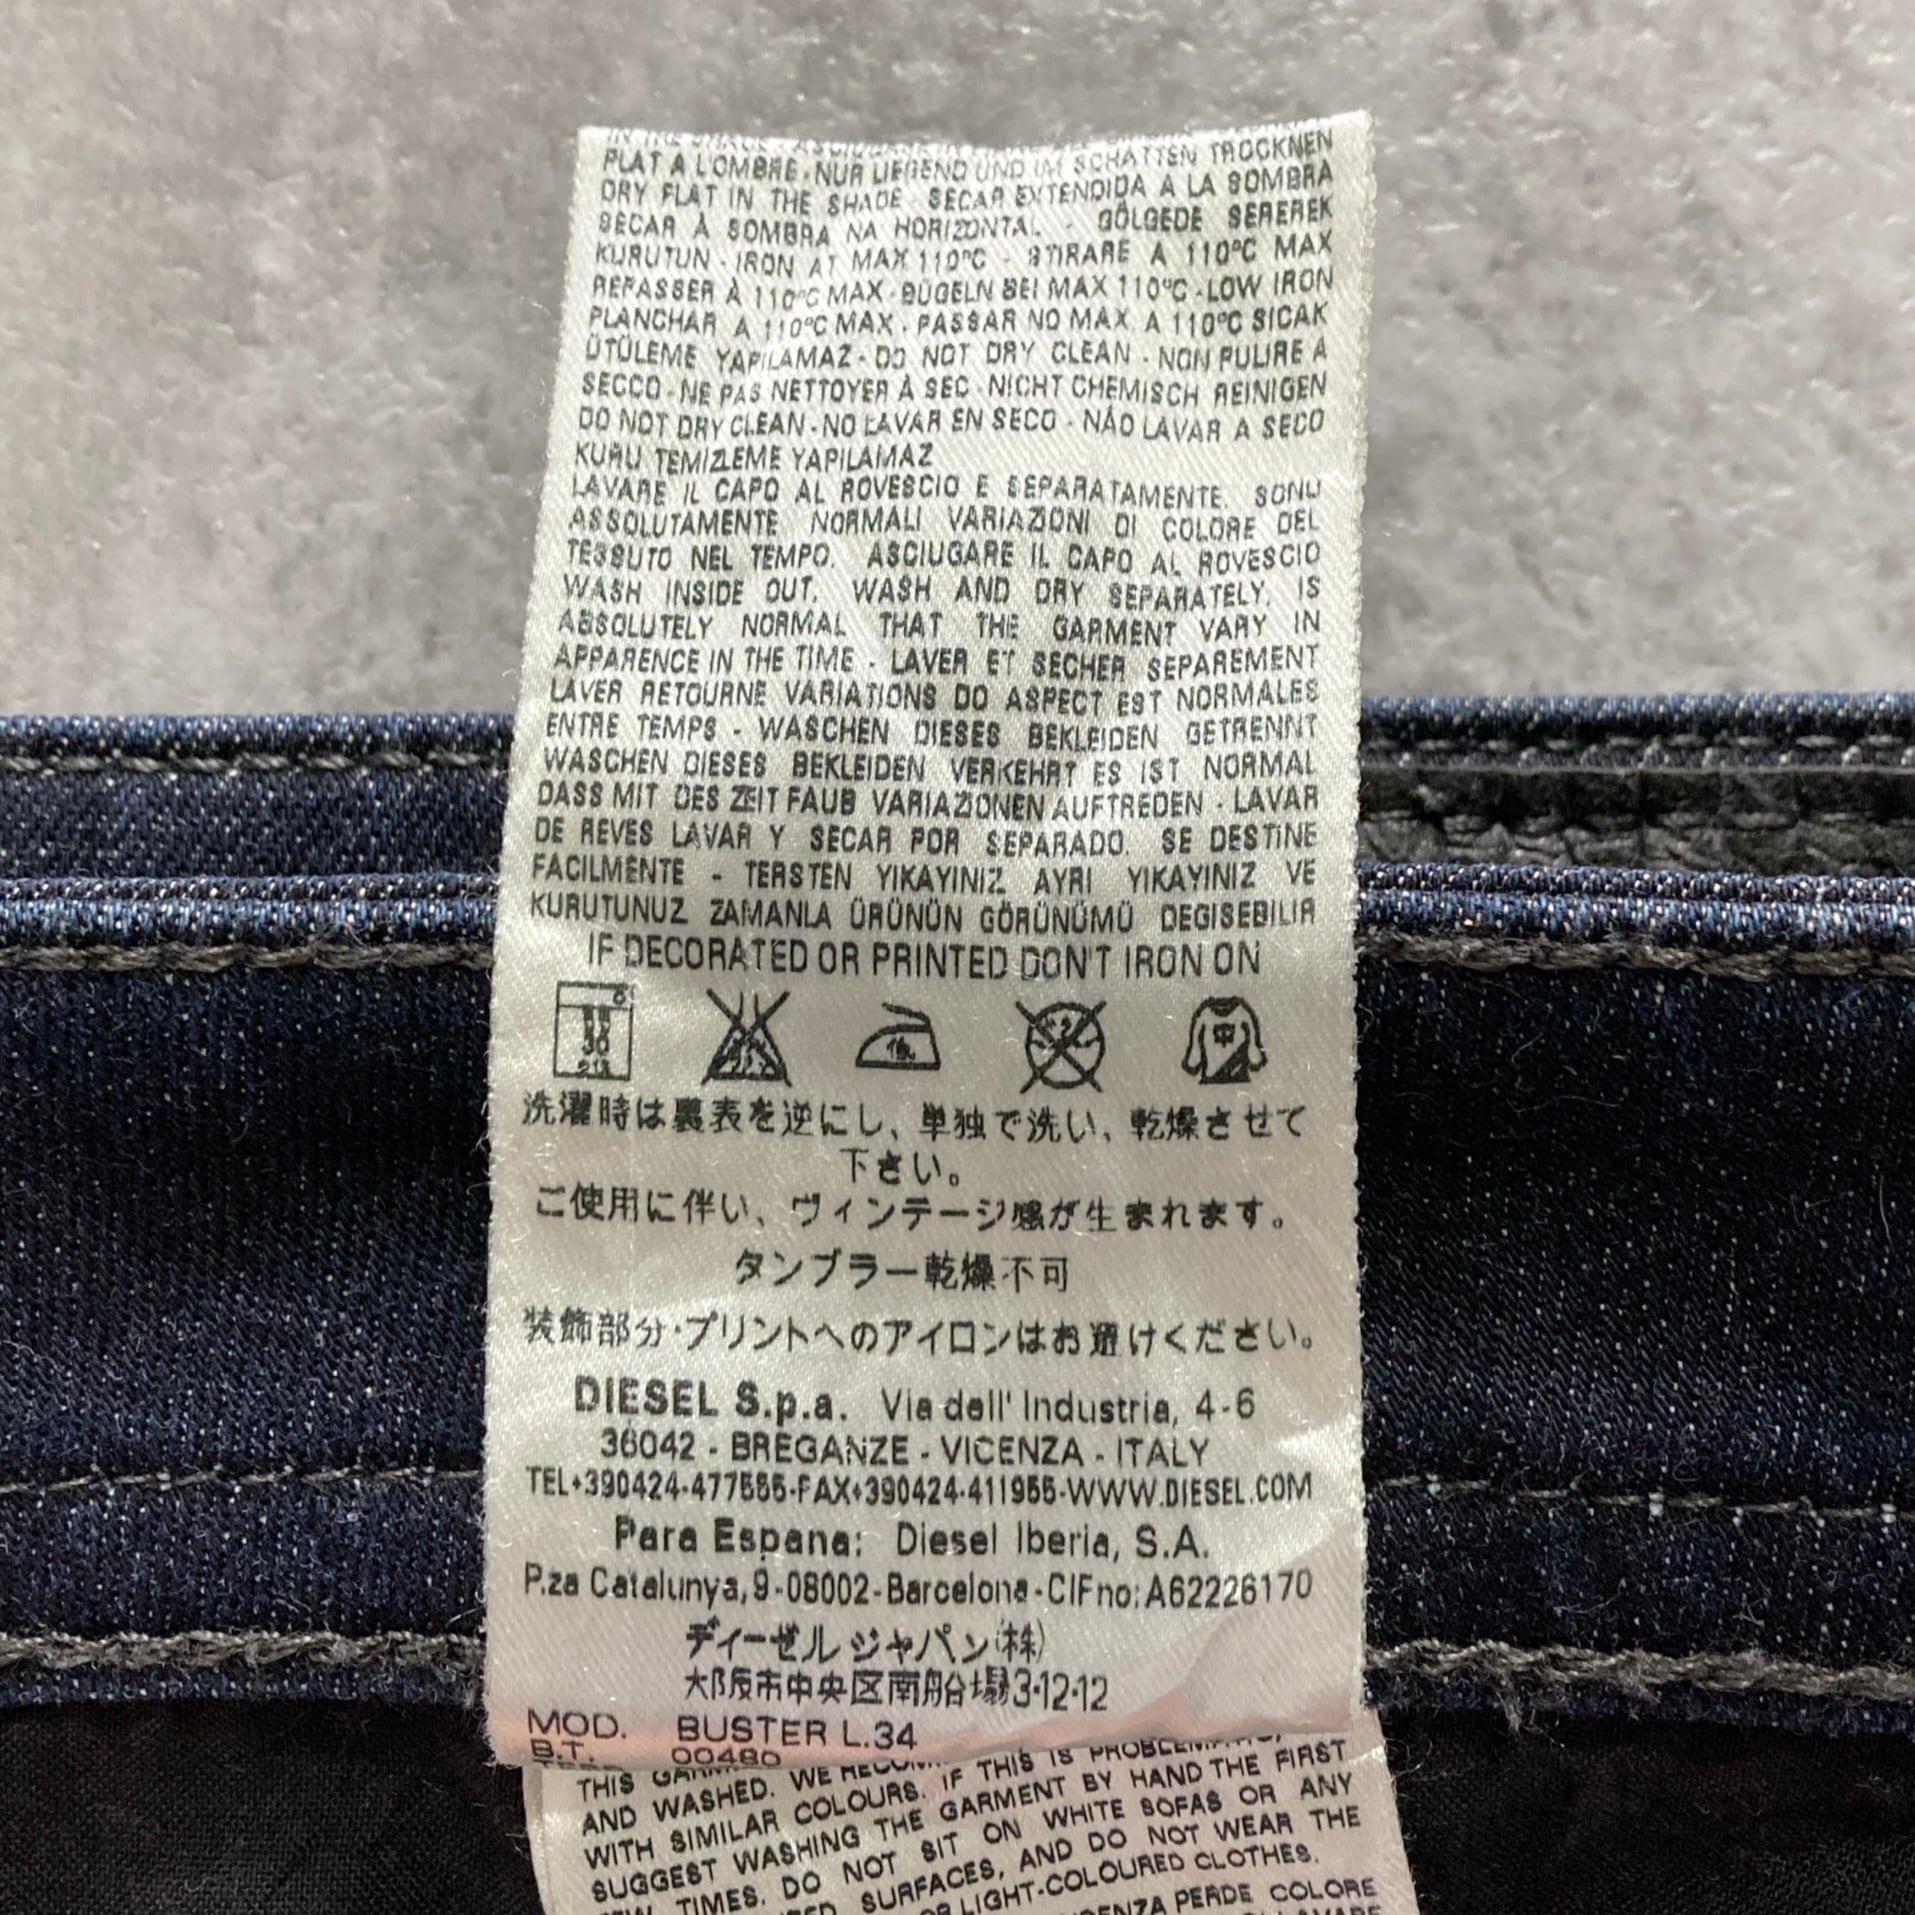 PLAT A L'OMBRE - NUR LIEGEND UND IM SCHATTEN TROCKNEN
DRY FLAT IN THE SHADE - SECAR EXTENDIDA A LA SOMBRA
SECAR À SOMBRA NA HORIZONTAL - GÖLGEDE SEREREK
KURUTUN - IRON AT MAX 110°C - STIRARE A 110°C MAX
REPASSER À 110°C MAX - BÜGELN BEI MAX 110°C - LOW IRON
PLANCHAR A 110°C MAX - PASSAR NO MAX. A 110°C SICAK
ÜTÜLEME YAPILAMAZ - DO NOT DRY CLEAN - NON PULIRE A
SECCO - NE PAS NETTOYER À SEC - NICHT CHEMISCH REINIGEN
DO NOT DRY CLEAN - NO LAVAR EN SECO - NÃO LAVAR A SECO
KURU TEMIZLEME YAPILAMAZ
LAVARE IL CAPO AL ROVESCIO E SEPARATAMENTE. SONO
ASSOLUTAMENTE NORMALI VARIAZIONI DI COLORE DEL
TESSUTO NEL TEMPO. ASCIUGARE IL CAPO AL ROVESCIO
WASH INSIDE OUT. WASH AND DRY SEPARATELY. IS
ABSOLUTELY NORMAL THAT THE GARMENT VARY IN
APPARENCE IN THE TIME - LAVER ET SECHER SEPAREMENT
LAVER RETOURNE VARIATIONS DO ASPECT EST NORMALES
ENTRE TEMPS - WASCHEN DIESES BEKLEIDEN GETRENNT
WASCHEN DIESES BEKLEIDEN VERKEHRT ES IST NORMAL
DASS MIT DES ZEIT FAUB VARIAZIONEN AUFTREDEN - LAVAR
DE REVES LAVAR Y SECAR POR SEPARADO. SE DESTINE
FACILMENTE - TERSTEN YIKAYINIZ AYRI YIKAYINIZ VE
KURUTUNUZ ZAMANLA ÜRÜNÜN GÖRÜNÜMÜ DEGISEBILIR
IF DECORATED OR PRINTED DON'T IRON ON
30 低 中
洗濯時は裏表を逆にし、単独で洗い、乾燥させて
下さい。
ご使用に伴い、ヴィンテージ感が生まれます。
タンブラー乾燥不可
装飾部分・プリントへのアイロンはお避けください。
DIESEL S.p.a. Via dell' Industria, 4-6
36042 - BREGANZE - VICENZA - ITALY
TEL+390424-477555-FAX+390424-411955-WWW.DIESEL.COM
Para Espana: Diesel Iberia, S.A.
P.za Catalunya, 9 - 08002 - Barcelona - CIF no: A62226170
ディーゼル ジャパン(株)
大阪市中央区南船場3-12-12
MOD. BUSTER L.34
B.T. 00480
THIS IS
AND WASHED. WE IF THIS IS
WITH SIMILAR COLOURS. IF THIS GARMENT BY HAND THE FIRST
SUGGEST WASHING THE WHITE SOFAS OR ANY
TIMES. DO NOT SIT ON AND DO NOT WEAR THE
SURFACES, LIGHT-COLOURED CLOTHES.
PERDE COLORE